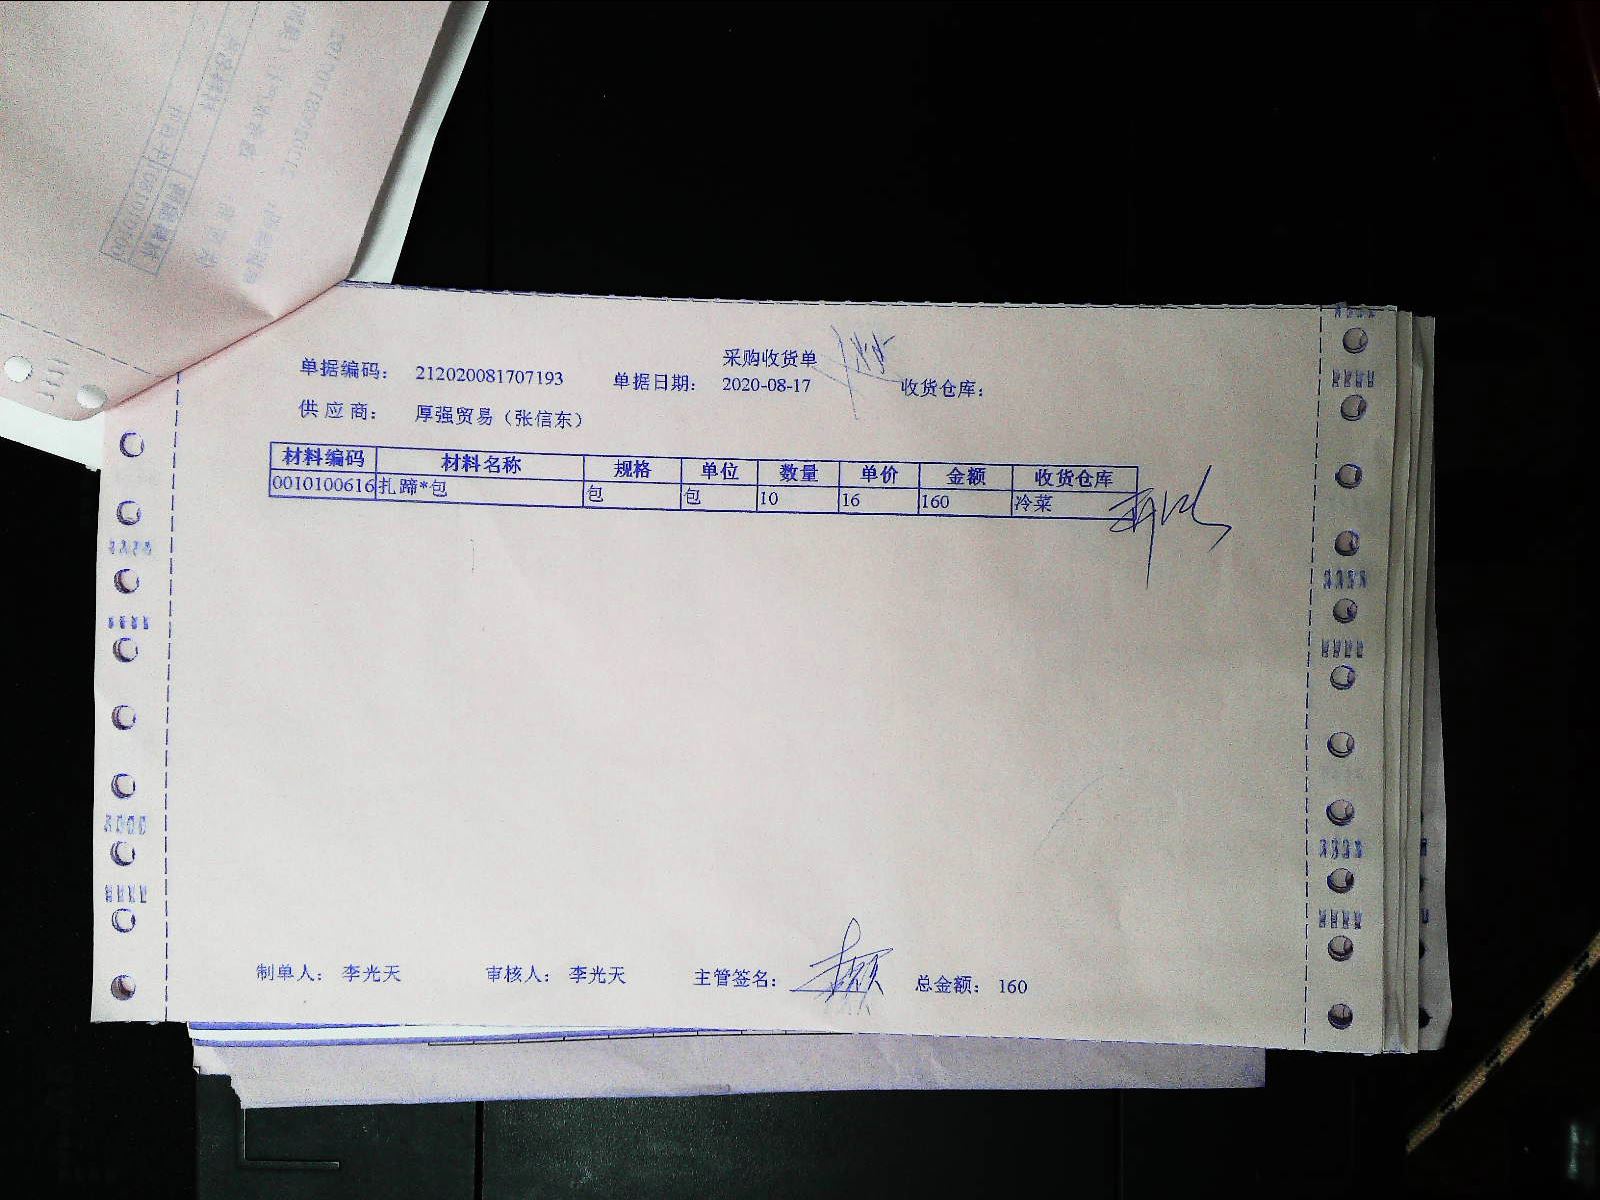 采购收货单
单据编码： 212020081707193 单据日期： 2020-08-17 收货仓库：
供 应 商： 厚强贸易（张信东）
材料编码 材料名称 规格 单位 数量 单价 金额 收货仓库
0010100616 扎蹄*包 包 包 10 16 160 冷菜
制单人： 李光天 审核人： 李光天 主管签名： 总金额： 160